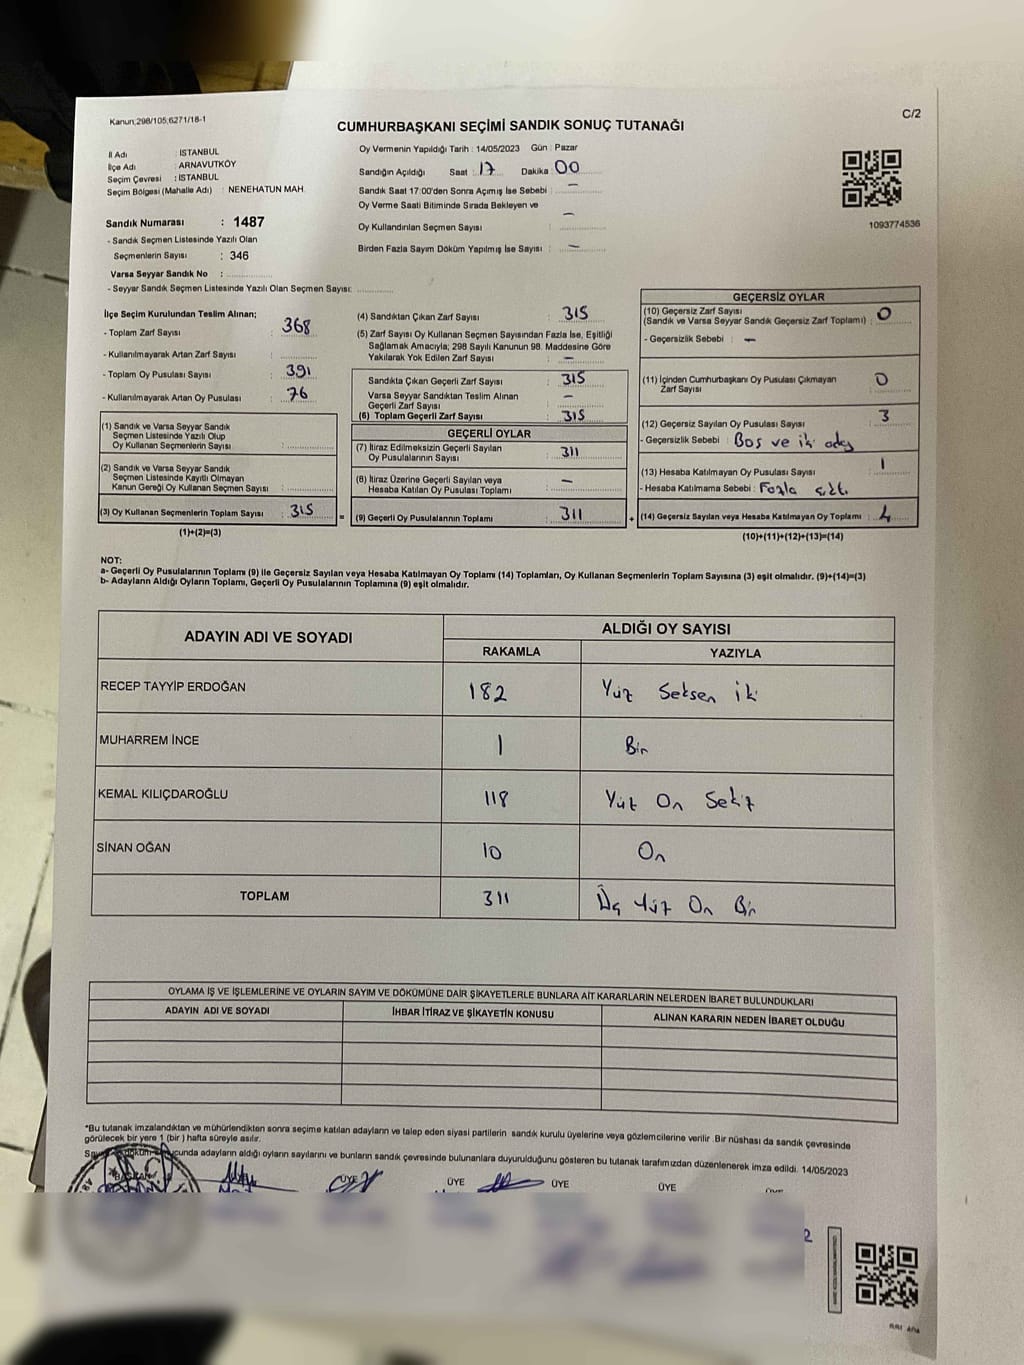 Kanun;298/105;6271/18-1
C/2
CUMHURBAŞKANI SEÇİMİ SANDIK SONUÇ TUTANAĞI
İl Adı : İSTANBUL
İlçe Adı : ARNAVUTKÖY
Seçim Çevresi : İSTANBUL
Seçim Bölgesi (Mahalle Adı) : NENEHATUN MAH.
Sandık Numarası : 1487
- Sandık Seçmen Listesinde Yazılı Olan
Seçmenlerin Sayısı : 346
Varsa Seyyar Sandık No :
- Seyyar Sandık Seçmen Listesinde Yazılı Olan Seçmen Sayısı:
Oy Vermenin Yapıldığı Tarih : 14/05/2023 Gün : Pazar
Sandığın Açıldığı Saat : 17 Dakika : 00
Sandık Saat 17:00'den Sonra Açımış İse Sebebi : —
Oy Verme Saati Bitiminde Sırada Bekleyen ve
Oy Kullandırılan Seçmen Sayısı : —
Birden Fazla Sayım Döküm Yapılmış İse Sayısı : —
1093774536
İlçe Seçim Kurulundan Teslim Alınan;
- Toplam Zarf Sayısı : 368
- Kullanılmayarak Artan Zarf Sayısı :
- Toplam Oy Pusulası Sayısı : 391
- Kullanılmayarak Artan Oy Pusulası : 76
(1) Sandık ve Varsa Seyyar Sandık
Seçmen Listesinde Yazılı Olup
Oy Kullanan Seçmenlerin Sayısı :
(2) Sandık ve Varsa Seyyar Sandık
Seçmen Listesinde Kayıtlı Olmayan
Kanun Gereği Oy Kullanan Seçmen Sayısı :
(3) Oy Kullanan Seçmenlerin Toplam Sayısı : 315
(1)+(2)=(3)
(4) Sandıktan Çıkan Zarf Sayısı : 315
(5) Zarf Sayısı Oy Kullanan Seçmen Sayısından Fazla İse, Eşitliği
Sağlamak Amacıyla; 298 Sayılı Kanunun 98. Maddesine Göre
Yakılarak Yok Edilen Zarf Sayısı : —
Sandıkta Çıkan Geçerli Zarf Sayısı : 315
Varsa Seyyar Sandıktan Teslim Alınan
Geçerli Zarf Sayısı : —
(6) Toplam Geçerli Zarf Sayısı : 315
GEÇERLİ OYLAR
(7) İtiraz Edilmeksizin Geçerli Sayılan
Oy Pusulalarının Sayısı : 311
(8) İtiraz Üzerine Geçerli Sayılan veya
Hesaba Katılan Oy Pusulası Toplamı : —
= (9) Geçerli Oy Pusulalarının Toplamı : 311 +
GEÇERSİZ OYLAR
(10) Geçersiz Zarf Sayısı
(Sandık ve Varsa Seyyar Sandık Geçersiz Zarf Toplamı) : 0
- Geçersizlik Sebebi : —
(11) İçinden Cumhurbaşkanı Oy Pusulası Çıkmayan
Zarf Sayısı : 0
(12) Geçersiz Sayılan Oy Pusulası Sayısı : 3
- Geçersizlik Sebebi : Boş ve iki aday
(13) Hesaba Katılmayan Oy Pusulası Sayısı : 1
- Hesaba Katılmama Sebebi : Fazla çıktı
(14) Geçersiz Sayılan veya Hesaba Katılmayan Oy Toplamı : 4
(10)+(11)+(12)+(13)=(14)
NOT:
a- Geçerli Oy Pusulalarının Toplamı (9) ile Geçersiz Sayılan veya Hesaba Katılmayan Oy Toplamı (14) Toplamları, Oy Kullanan Seçmenlerin Toplam Sayısına (3) eşit olmalıdır. (9)+(14)=(3)
b- Adayların Aldığı Oyların Toplamı, Geçerli Oy Pusulalarının Toplamına (9) eşit olmalıdır.
ADAYIN ADI VE SOYADI ALDIĞI OY SAYISI
RAKAMLA YAZIYLA
RECEP TAYYİP ERDOĞAN 182 Yüz Seksen iki
MUHARREM İNCE 1 Bir
KEMAL KILIÇDAROĞLU 118 Yüz On Sekiz
SİNAN OĞAN 10 On
TOPLAM 311 Üç Yüz On Bir
OYLAMA İŞ VE İŞLEMLERİNE VE OYLARIN SAYIM VE DÖKÜMÜNE DAİR ŞİKAYETLERLE BUNLARA AİT KARARLARIN NELERDEN İBARET BULUNDUKLARI
ADAYIN ADI VE SOYADI İHBAR İTİRAZ VE ŞİKAYETİN KONUSU ALINAN KARARIN NEDEN İBARET OLDUĞU
*Bu tutanak imzalandıktan ve mühürlendikten sonra seçime katılan adayların ve talep eden siyasi partilerin sandık kurulu üyelerine veya gözlemcilerine verilir .Bir nüshası da sandık çevresinde
görülecek bir yere 1 (bir ) hafta süreyle asılır.
adayların aldığı oyların sayılarını ve bunların sandık çevresinde bulunanlara duyurulduğunu gösteren bu tutanak tarafımızdan düzenlenerek imza edildi. 14/05/2023
BAŞKAN ÜYE ÜYE ÜYE ÜYE
2